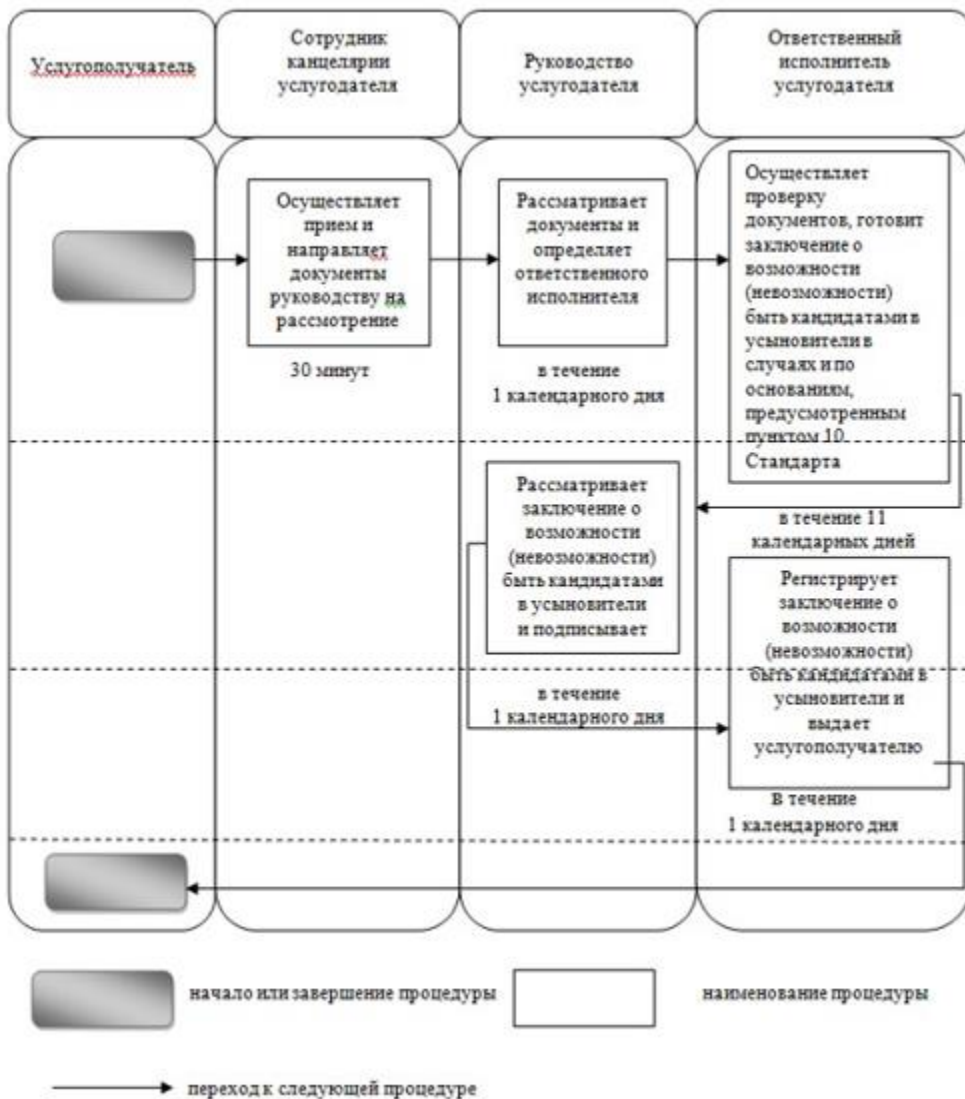 Услугополучатель
Сотрудник
канцелярии
услугодателя
Руководство
услугодателя
Ответственный
исполнитель
услугодателя
Осуществляет
прием и
направляет
документы
руководству на
рассмотрение
30 минут
Рассматривает
документы и
определяет
ответственного
исполнителя
в течение
1 календарного дня
Осуществляет
проверку
документов, готовит
заключение о
возможности
(невозможности)
быть кандидатами в
усыновители в
случаях и по
основаниям,
предусмотренным
пунктом 10
Стандарта
в течение 11
календарных дней
Рассматривает
заключение о
возможности
(невозможности)
быть кандидатами
в усыновители
и подписывает
в течение
1 календарного дня
Регистрирует
заключение о
возможности
(невозможности)
быть кандидатами в
усыновители и
выдает
услугополучателю
В течение
1 календарного дня
начало или завершение процедуры
наименование процедуры
переход к следующей процедуре